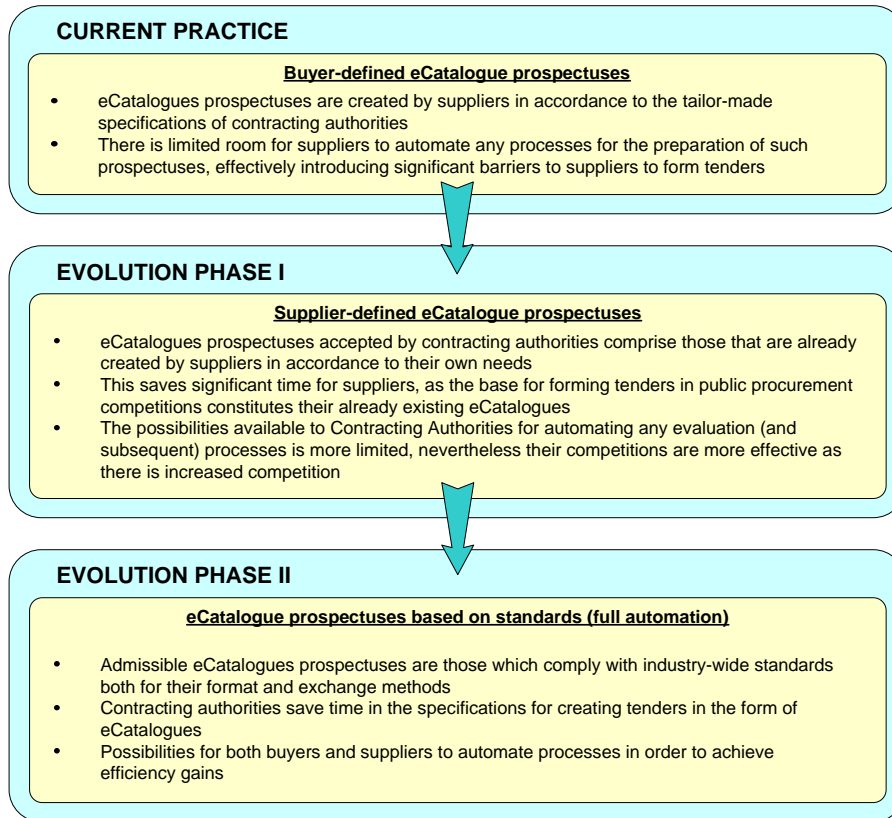 CURRENT PRACTICE
Buyer-defined eCatalogue prospectuses
• eCatalogues prospectuses are created by suppliers in accordance to the tailor-made
specifications of contracting authorities
• There is limited room for suppliers to automate any processes for the preparation of such
prospectuses, effectively introducing significant barriers to suppliers to form tenders
EVOLUTION PHASE I
Supplier-defined eCatalogue prospectuses
• eCatalogues prospectuses accepted by contracting authorities comprise those that are already
created by suppliers in accordance to their own needs
• This saves significant time for suppliers, as the base for forming tenders in public procurement
competitions constitutes their already existing eCatalogues
• The possibilities available to Contracting Authorities for automating any evaluation (and
subsequent) processes is more limited, nevertheless their competitions are more effective as
there is increased competition
EVOLUTION PHASE II
eCatalogue prospectuses based on standards (full automation)
• Admissible eCatalogues prospectuses are those which comply with industry-wide standards
both for their format and exchange methods
• Contracting authorities save time in the specifications for creating tenders in the form of
eCatalogues
• Possibilities for both buyers and suppliers to automate processes in order to achieve
efficiency gains